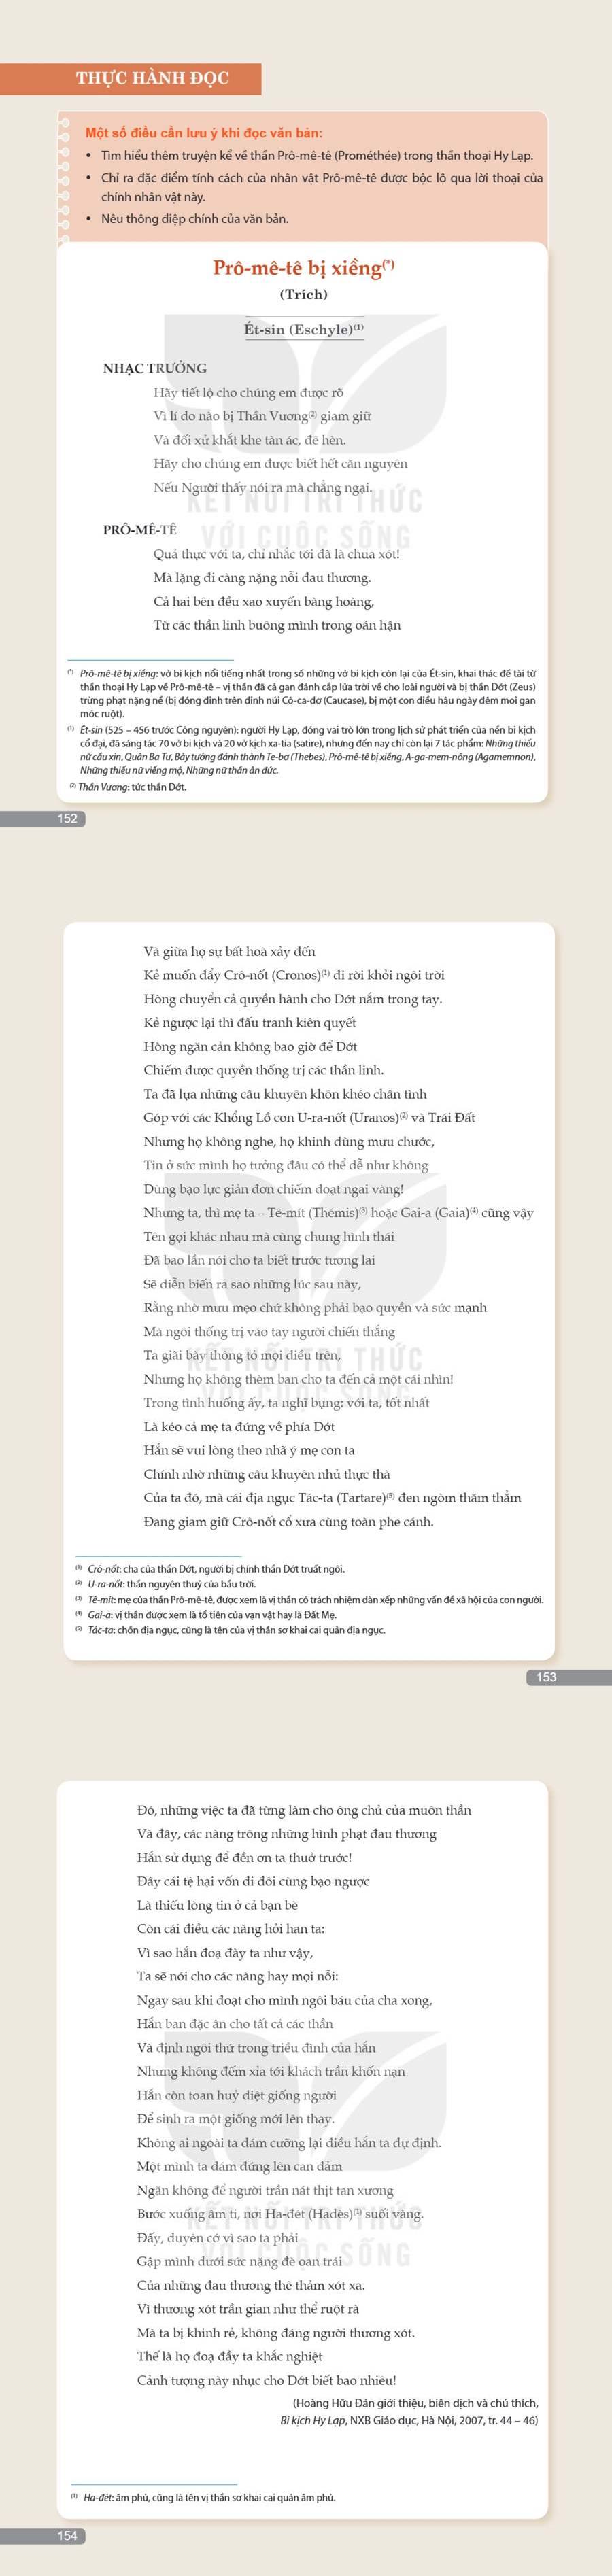 THỰC HÀNH ĐỌC
Một số điều cần lưu ý khi đọc văn bản:
• Tìm hiểu thêm truyện kể về thần Prô-mê-tê (Prométhée) trong thần thoại Hy Lạp.
• Chỉ ra đặc điểm tính cách của nhân vật Prô-mê-tê được bộc lộ qua lời thoại của
chính nhân vật này.
• Nêu thông điệp chính của văn bản.
Prô-mê-tê bị xiềng(*)
(Trích)
Ét-sin (Eschyle)(1)
NHẠC TRƯỞNG
Hãy tiết lộ cho chúng em được rõ
Vì lí do nào bị Thần Vương(2) giam giữ
Và đối xử khắt khe tàn ác, đê hèn.
Hãy cho chúng em được biết hết căn nguyên
Nếu Người thấy nói ra mà chẳng ngại.
KẾT NỐI TRI THỨC
VỚI CUỘC SỐNG
PRÔ-MÊ-TÊ
Quả thực với ta, chỉ nhắc tới đã là chua xót!
Mà lặng đi càng nặng nỗi đau thương.
Cả hai bên đều xao xuyến bàng hoàng,
Từ các thần linh buông mình trong oán hận
(*) Prô-mê-tê bị xiềng: vở bi kịch nổi tiếng nhất trong số những vở bi kịch còn lại của Ét-sin, khai thác đề tài từ
thần thoại Hy Lạp về Prô-mê-tê – vị thần đã cả gan đánh cắp lửa trời về cho loài người và bị thần Dớt (Zeus)
trừng phạt nặng nề (bị đóng đinh trên đỉnh núi Cô-ca-dơ (Caucase), bị một con diều hâu ngày đêm moi gan
móc ruột).
(1) Ét-sin (525 – 456 trước Công nguyên): người Hy Lạp, đóng vai trò lớn trong lịch sử phát triển của nền bi kịch
cổ đại, đã sáng tác 70 vở bi kịch và 20 vở kịch xa-tia (satire), nhưng đến nay chỉ còn lại 7 tác phẩm: Những thiếu
nữ cầu xin, Quân Ba Tư, Bảy tướng đánh thành Te-bơ (Thebes), Prô-mê-tê bị xiềng, A-ga-mem-nông (Agamemnon),
Những thiếu nữ viếng mộ, Những nữ thần ân đức.
(2) Thần Vương: tức thần Dớt.
152
Và giữa họ sự bất hoà xảy đến
Kẻ muốn đẩy Crô-nốt (Cronos)(1) đi rời khỏi ngôi trời
Hòng chuyển cả quyền hành cho Dớt nắm trong tay.
Kẻ ngược lại thì đấu tranh kiên quyết
Hòng ngăn cản không bao giờ để Dớt
Chiếm được quyền thống trị các thần linh.
Ta đã lựa những câu khuyên khôn khéo chân tình
Góp với các Khổng Lồ con U-ra-nốt (Uranos)(2) và Trái Đất
Nhưng họ không nghe, họ khinh dùng mưu chước,
Tin ở sức mình họ tưởng đâu có thể dễ như không
Dùng bạo lực giản đơn chiếm đoạt ngai vàng!
Nhưng ta, thì mẹ ta – Tê-mít (Thémis)(3) hoặc Gai-a (Gaia)(4) cũng vậy
Tên gọi khác nhau mà cùng chung hình thái
Đã bao lần nói cho ta biết trước tương lai
Sẽ diễn biến ra sao những lúc sau này,
Rằng nhờ mưu mẹo chứ không phải bạo quyền và sức mạnh
Mà ngôi thống trị vào tay người chiến thắng
Ta giãi bày thông tỏ mọi điều trên,
KẾT NỐI TRI THỨC
VỚI CUỘC SỐNG
Nhưng họ không thèm ban cho ta đến cả một cái nhìn!
Trong tình huống ấy, ta nghĩ bụng: với ta, tốt nhất
Là kéo cả mẹ ta đứng về phía Dớt
Hắn sẽ vui lòng theo nhã ý mẹ con ta
Chính nhờ những câu khuyên nhủ thực thà
Của ta đó, mà cái địa ngục Tác-ta (Tartare)(5) đen ngòm thăm thẳm
Đang giam giữ Crô-nốt cổ xưa cùng toàn phe cánh.
(1) Crô-nốt: cha của thần Dớt, người bị chính thần Dớt truất ngôi.
(2) U-ra-nốt: thần nguyên thuỷ của bầu trời.
(3) Tê-mít: mẹ của thần Prô-mê-tê, được xem là vị thần có trách nhiệm dàn xếp những vấn đề xã hội của con người.
(4) Gai-a: vị thần được xem là tổ tiên của vạn vật hay là Đất Mẹ.
(5) Tác-ta: chốn địa ngục, cũng là tên của vị thần sơ khai cai quản địa ngục.
153
Đó, những việc ta đã từng làm cho ông chủ của muôn thần
Và đây, các nàng trông những hình phạt đau thương
Hắn sử dụng để đền ơn ta thuở trước!
Đây cái tệ hại vốn đi đôi cùng bạo ngược
Là thiếu lòng tin ở cả bạn bè
Còn cái điều các nàng hỏi han ta:
Vì sao hắn đoạ đày ta như vậy,
Ta sẽ nói cho các nàng hay mọi nỗi:
Ngay sau khi đoạt cho mình ngôi báu của cha xong,
Hắn ban đặc ân cho tất cả các thần
Và định ngôi thứ trong triều đình của hắn
Nhưng không đếm xỉa tới khách trần khốn nạn
Hắn còn toan huỷ diệt giống người
Để sinh ra một giống mới lên thay.
Không ai ngoài ta dám cưỡng lại điều hắn ta dự định.
Một mình ta dám đứng lên can đảm
Ngăn không để người trần nát thịt tan xương
Bước xuống âm ti, nơi Ha-đét (Hadès)(1) suối vàng.
KẾT NỐI TRI THỨC
VỚI CUỘC SỐNG
Đấy, duyên cớ vì sao ta phải
Gập mình dưới sức nặng đè oan trái
Của những đau thương thê thảm xót xa.
Vì thương xót trần gian như thể ruột rà
Mà ta bị khinh rẻ, không đáng người thương xót.
Thế là họ đoạ đầy ta khắc nghiệt
Cảnh tượng này nhục cho Dớt biết bao nhiêu!
(Hoàng Hữu Đản giới thiệu, biên dịch và chú thích,
Bi kịch Hy Lạp, NXB Giáo dục, Hà Nội, 2007, tr. 44 – 46)
(1) Ha-đét: âm phủ, cũng là tên vị thần sơ khai cai quản âm phủ.
154